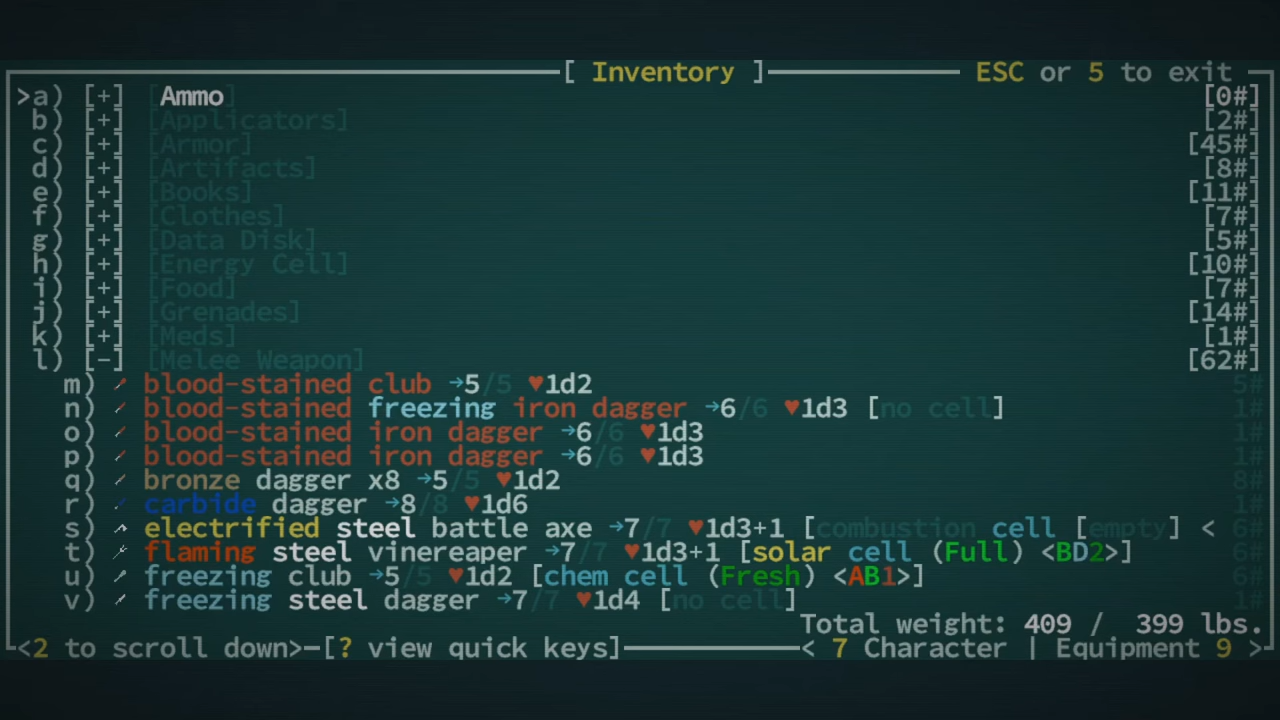 [ Inventory ] ESC or 5 to exit
>a) [+] [Ammo] [0#]
b) [+] [Applicators] [2#]
c) [+] [Armor] [45#]
d) [+] [Artifacts] [8#]
e) [+] [Books] [11#]
f) [+] [Clothes] [7#]
g) [+] [Data Disk] [5#]
h) [+] [Energy Cell] [10#]
i) [+] [Food] [7#]
j) [+] [Grenades] [14#]
k) [+] [Meds] [1#]
l) [-] [Melee Weapon] [62#]
m) blood-stained club →5/5 ♥1d2 5#
n) blood-stained freezing iron dagger →6/6 ♥1d3 [no cell] 1#
o) blood-stained iron dagger →6/6 ♥1d3 1#
p) blood-stained iron dagger →6/6 ♥1d3 1#
q) bronze dagger x8 →5/5 ♥1d2 8#
r) carbide dagger →8/8 ♥1d6 1#
s) electrified steel battle axe →7/7 ♥1d3+1 [combustion cell [empty] < 6#
t) flaming steel vinereaper →7/7 ♥1d3+1 [solar cell (Full) <BD2>] 6#
u) freezing club →5/5 ♥1d2 [chem cell (Fresh) <AB1>] 6#
v) freezing steel dagger →7/7 ♥1d4 [no cell] 1#
Total weight: 409 / 399 lbs.
<2 to scroll down> [? view quick keys] < 7 Character | Equipment 9 >